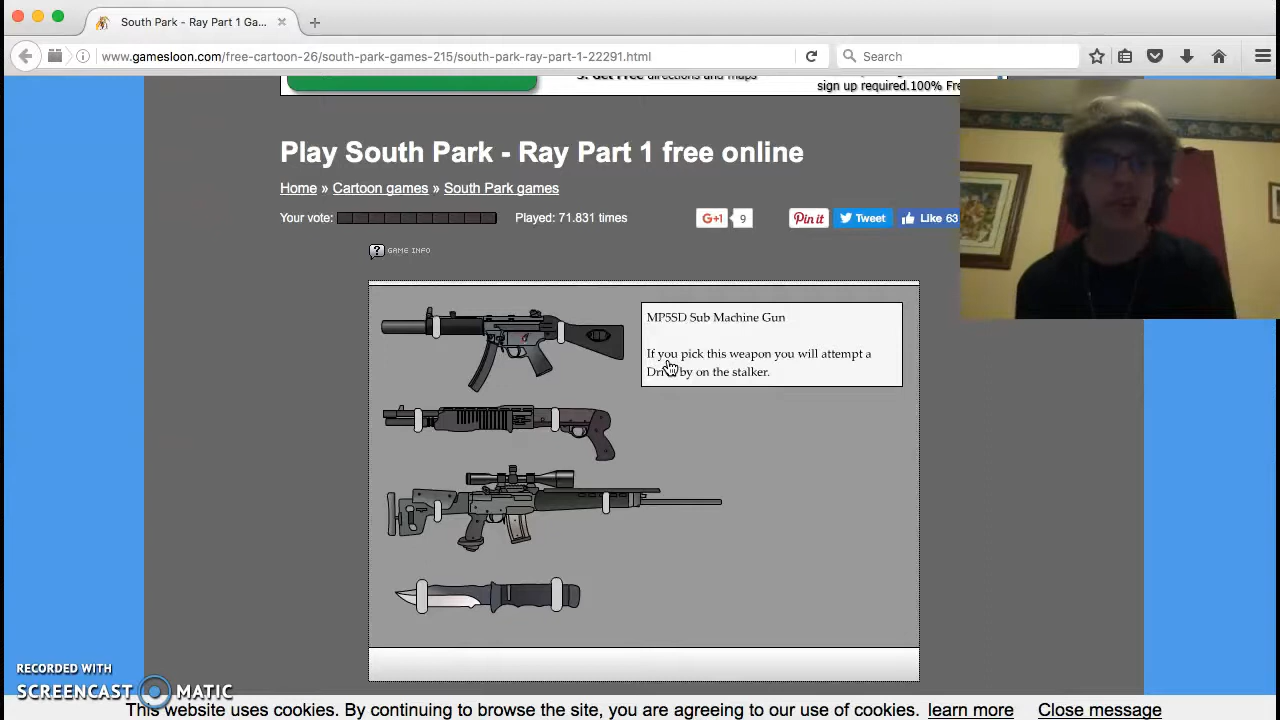 South Park - Ray Part 1 Ga...
www.gamesloon.com/free-cartoon-26/south-park-games-215/south-park-ray-part-1-22291.html
Search
3. Get Free directions and maps
sign up required.100% Fre
Play South Park - Ray Part 1 free online
Home » Cartoon games » South Park games
Your vote: Played: 71.831 times
G+1 9 Pin it Tweet Like 63
? GAME INFO
MP5SD Sub Machine Gun
If you pick this weapon you will attempt a
Drive by on the stalker.
RECORDED WITH
SCREENCAST MATIC
This website uses cookies. By continuing to browse the site, you are agreeing to our use of cookies. learn more Close message